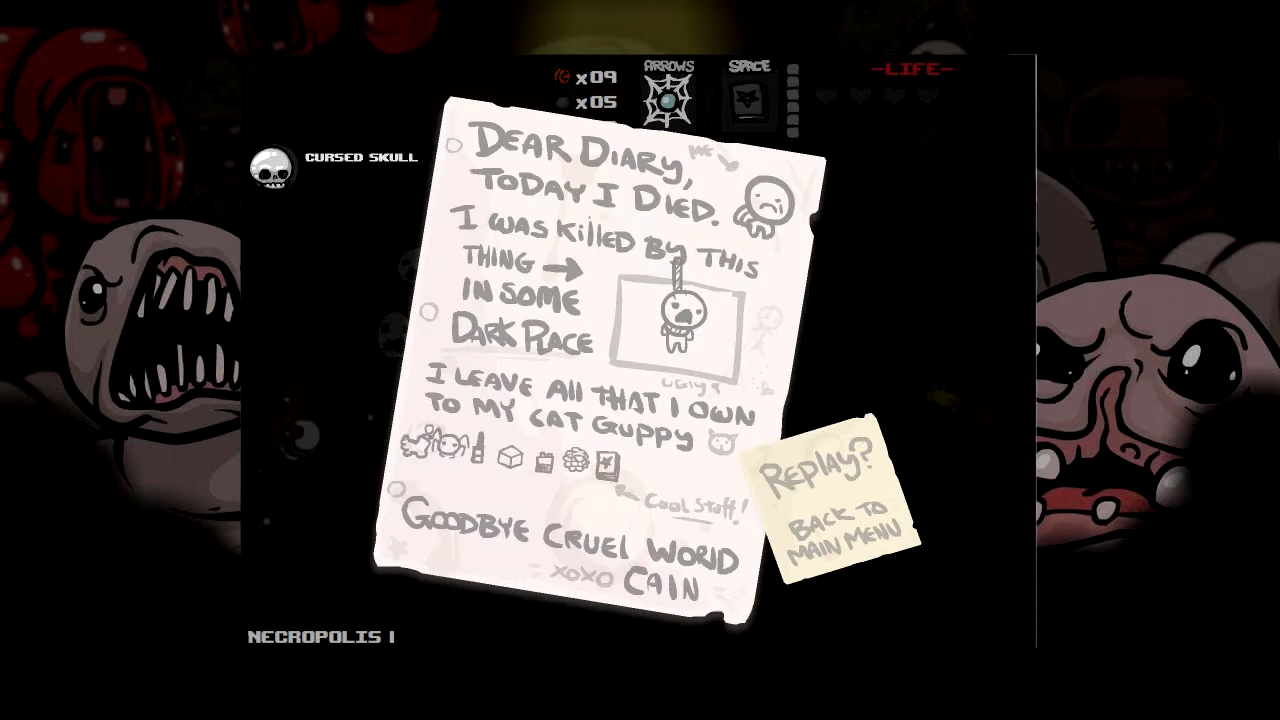 x09
x05
ARROWS
SPACE
-LIFE-
CURSED SKULL
DEAR DIARY,
ME
TODAY I DIED.
I WAS KILLED BY THIS
THING →
IN SOME
DARK PLACE
UGLY
I LEAVE ALL THAT I OWN
TO MY CAT GUPPY
COOL STUFF!
GOODBYE CRUEL WORLD
XOXO CAIN
REPLAY?
BACK TO
MAIN MENU
NECROPOLIS I